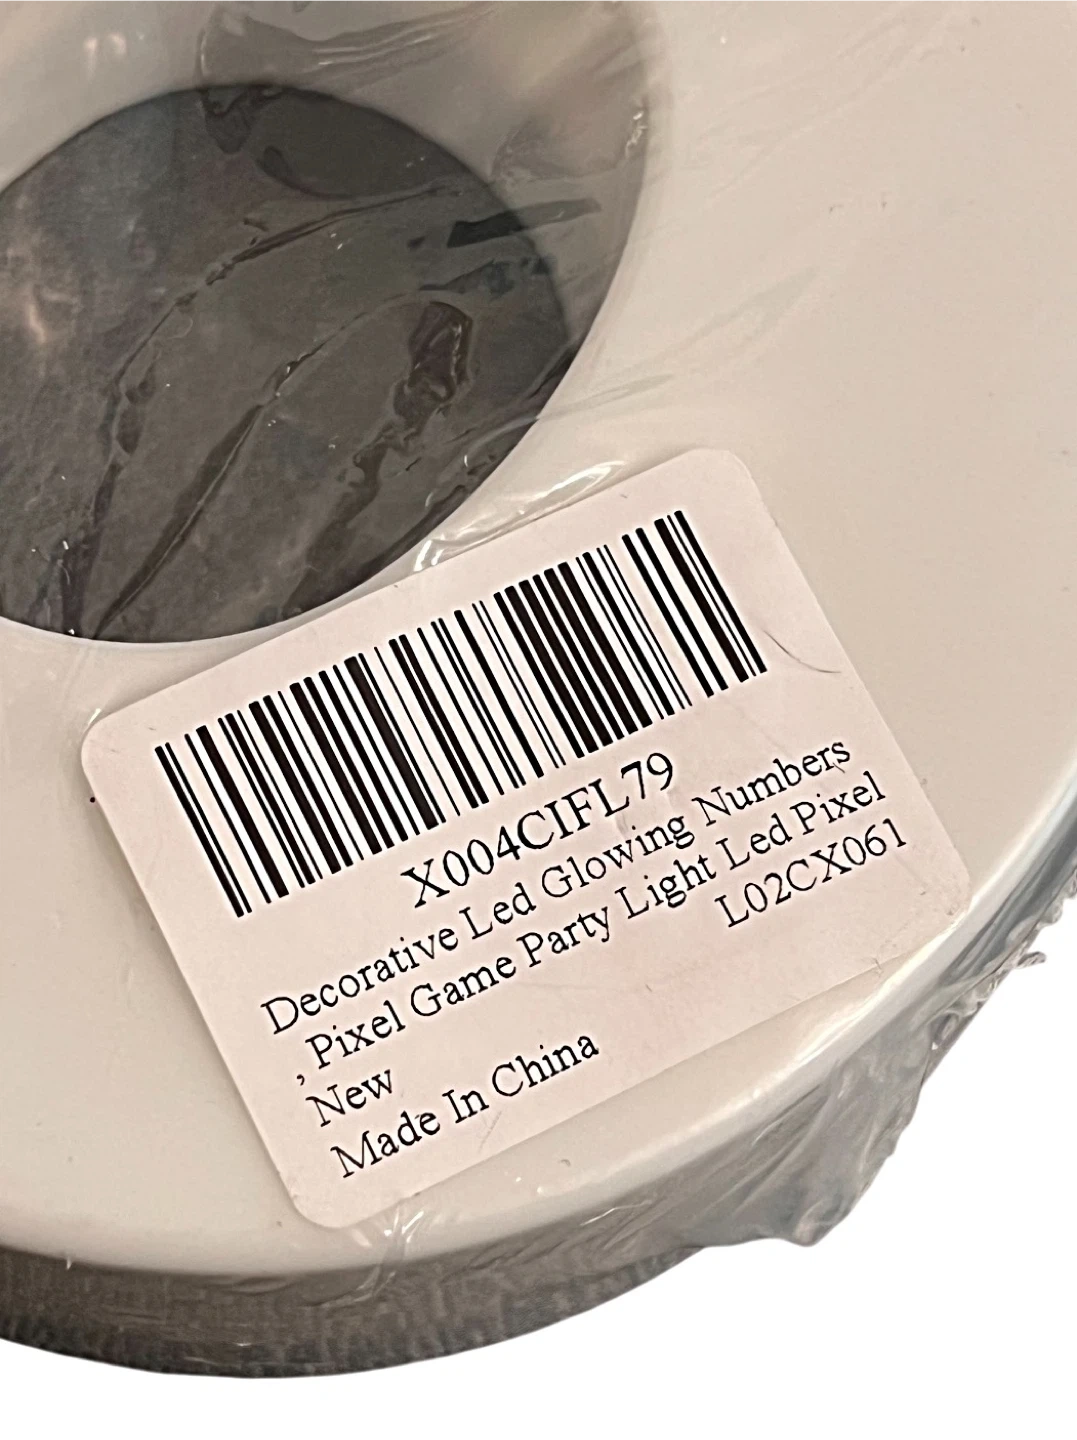 X004CIFL79
Decorative Led Glowing Numbers
, Pixel Game Party Light Led Pixel
L02CX061
New
Made In China